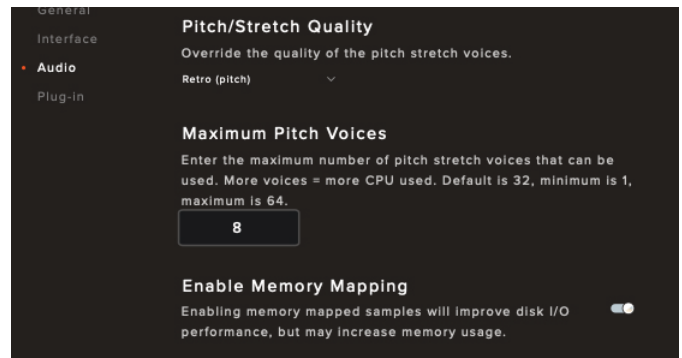 General
Interface
Audio
Plug-in
Pitch/Stretch Quality
Override the quality of the pitch stretch voices.
Retro (pitch)
Maximum Pitch Voices
Enter the maximum number of pitch stretch voices that can be
used. More voices = more CPU used. Default is 32, minimum is 1,
maximum is 64.
8
Enable Memory Mapping
Enabling memory mapped samples will improve disk I/O
performance, but may increase memory usage.